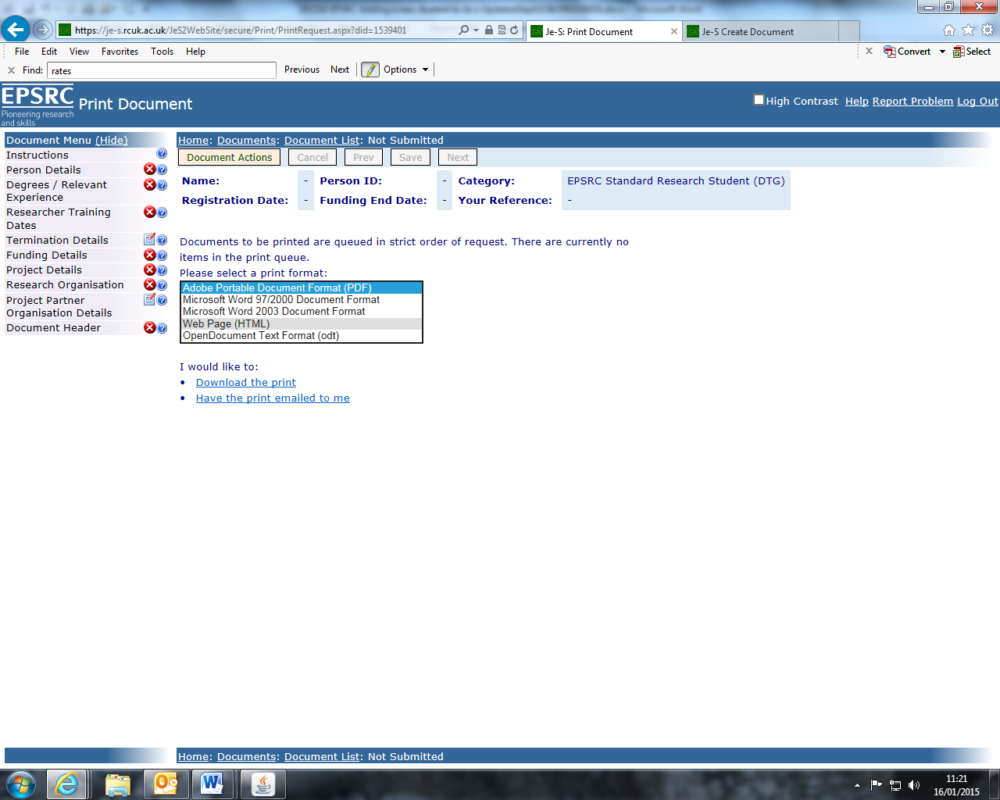 https://je-s.rcuk.ac.uk/JeS2WebSite/secure/Print/PrintRequest.aspx?did=1539401
Je-S: Print Document
Je-S Create Document
File Edit View Favorites Tools Help
Convert Select
Find: rates Previous Next Options
EPSRC
Pioneering research
and skills
Print Document
High Contrast Help Report Problem Log Out
Document Menu (Hide)
Instructions
Person Details
Degrees / Relevant
Experience
Researcher Training
Dates
Termination Details
Funding Details
Project Details
Research Organisation
Project Partner
Organisation Details
Document Header
Home: Documents: Document List: Not Submitted
Document Actions Cancel Prev Save Next
Name: - Person ID: - Category: EPSRC Standard Research Student (DTG)
Registration Date: - Funding End Date: - Your Reference: -
Documents to be printed are queued in strict order of request. There are currently no
items in the print queue.
Please select a print format:
Adobe Portable Document Format (PDF)
Microsoft Word 97/2000 Document Format
Microsoft Word 2003 Document Format
Web Page (HTML)
OpenDocument Text Format (odt)
I would like to:
• Download the print
• Have the print emailed to me
Home: Documents: Document List: Not Submitted
11:21
16/01/2015